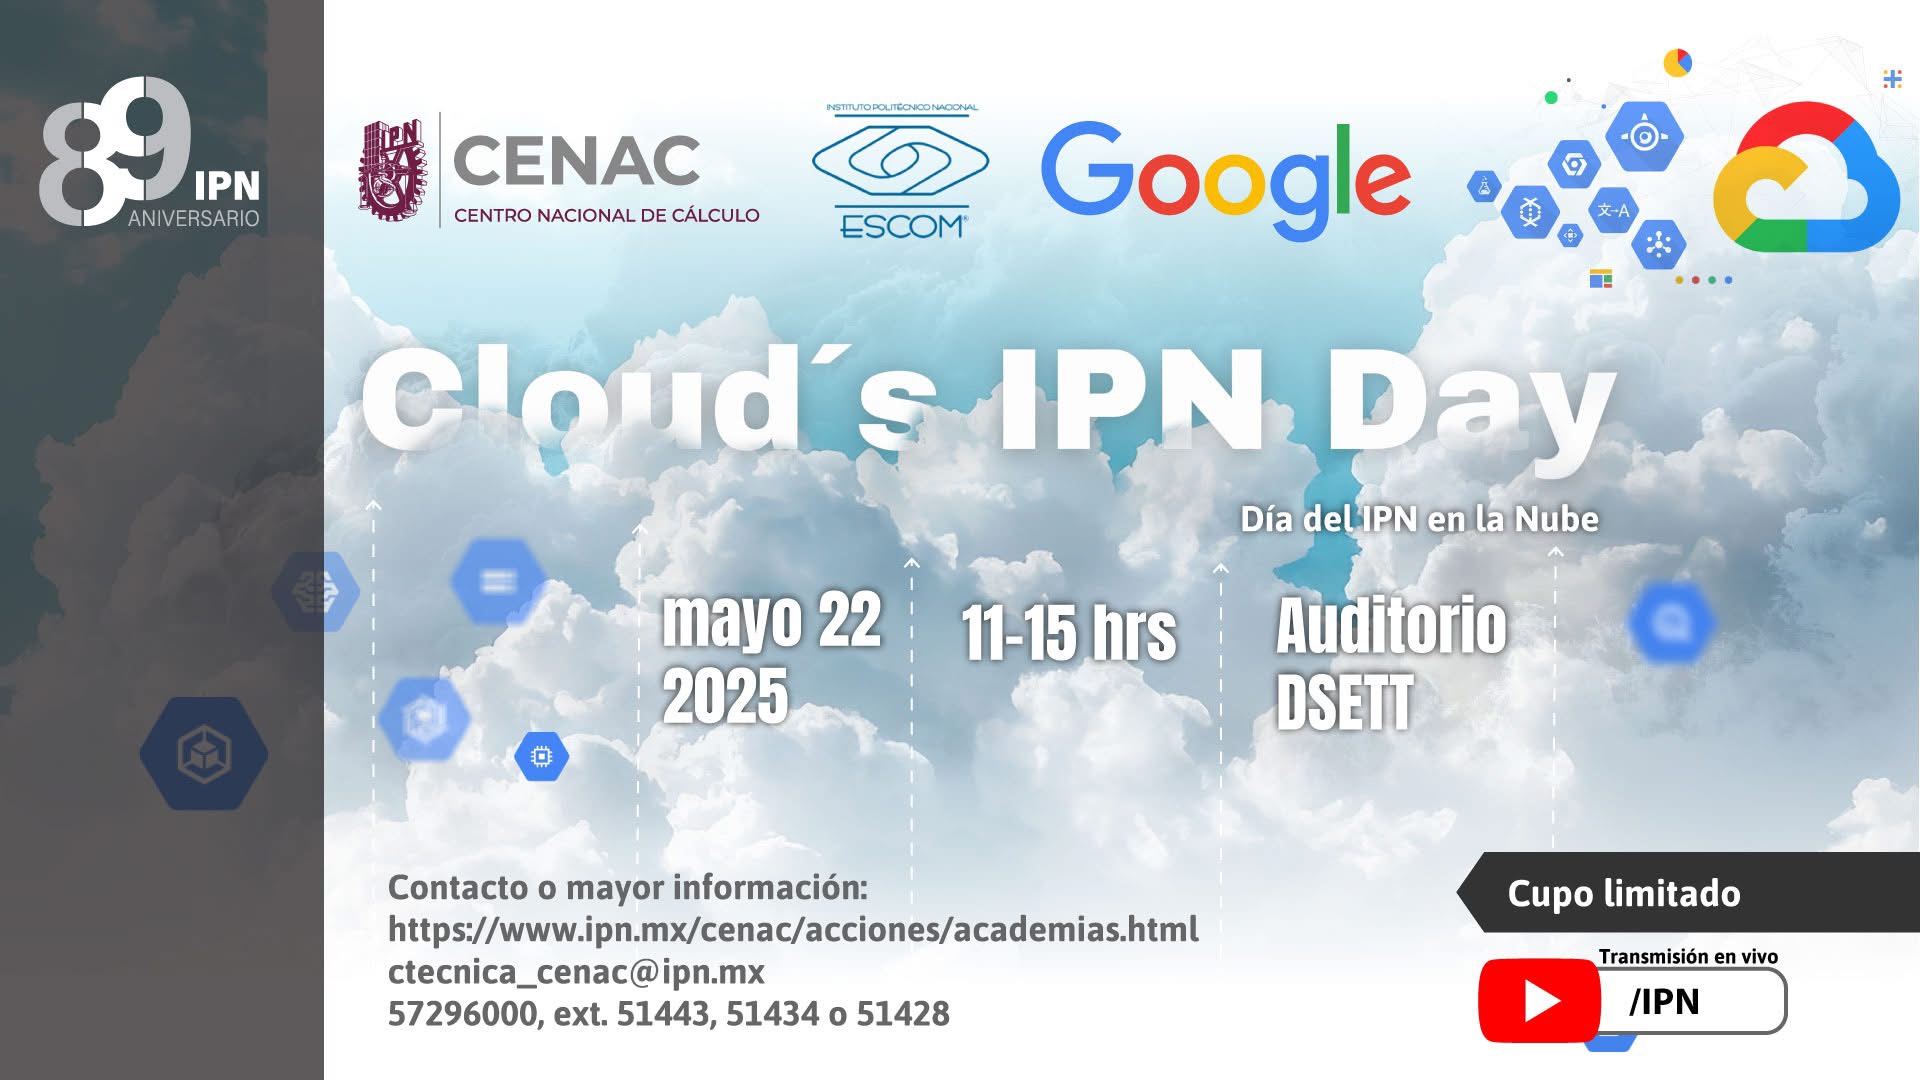 89 IPN
ANIVERSARIO
IPN
CENAC
CENTRO NACIONAL DE CÁLCULO
INSTITUTO POLITÉCNICO NACIONAL
ESCOM®
Google
文→A
Cloud´s IPN Day
Día del IPN en la Nube
mayo 22
2025
11-15 hrs
Auditorio
DSETT
Contacto o mayor información:
https://www.ipn.mx/cenac/acciones/academias.html
ctecnica_cenac@ipn.mx
57296000, ext. 51443, 51434 o 51428
Cupo limitado
Transmisión en vivo
/IPN